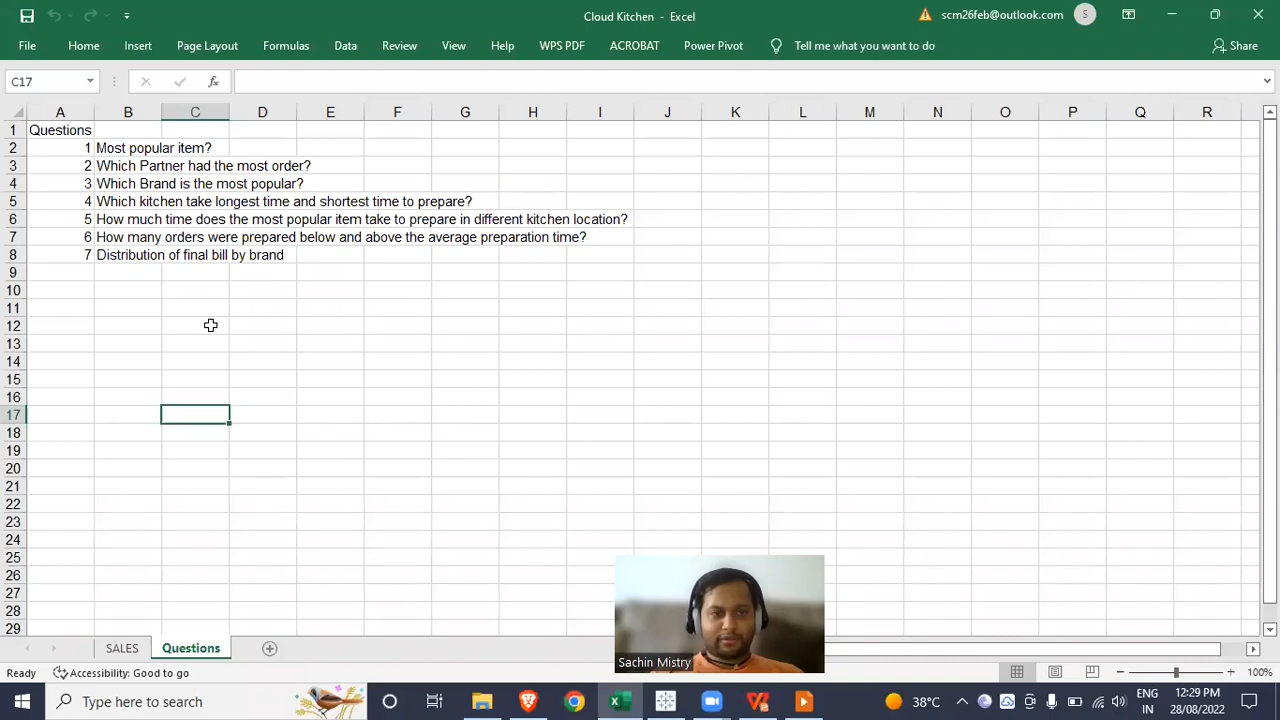 Cloud Kitchen - Excel
scm26feb@outlook.com
S
File Home Insert Page Layout Formulas Data Review View Help WPS PDF ACROBAT Power Pivot Tell me what you want to do Share
C17
fx
A B C D E F G H I J K L M N O P Q R
1 Questions
2 1 Most popular item?
3 2 Which Partner had the most order?
4 3 Which Brand is the most popular?
5 4 Which kitchen take longest time and shortest time to prepare?
6 5 How much time does the most popular item take to prepare in different kitchen location?
7 6 How many orders were prepared below and above the average preparation time?
8 7 Distribution of final bill by brand
9
10
11
12
13
14
15
16
17
18
19
20
21
22
23
24
25
26
27
28
29
Sachin Mistry
SALES Questions
Ready Accessibility: Good to go 100%
Type here to search
38°C
ENG
IN
12:29 PM
28/08/2022